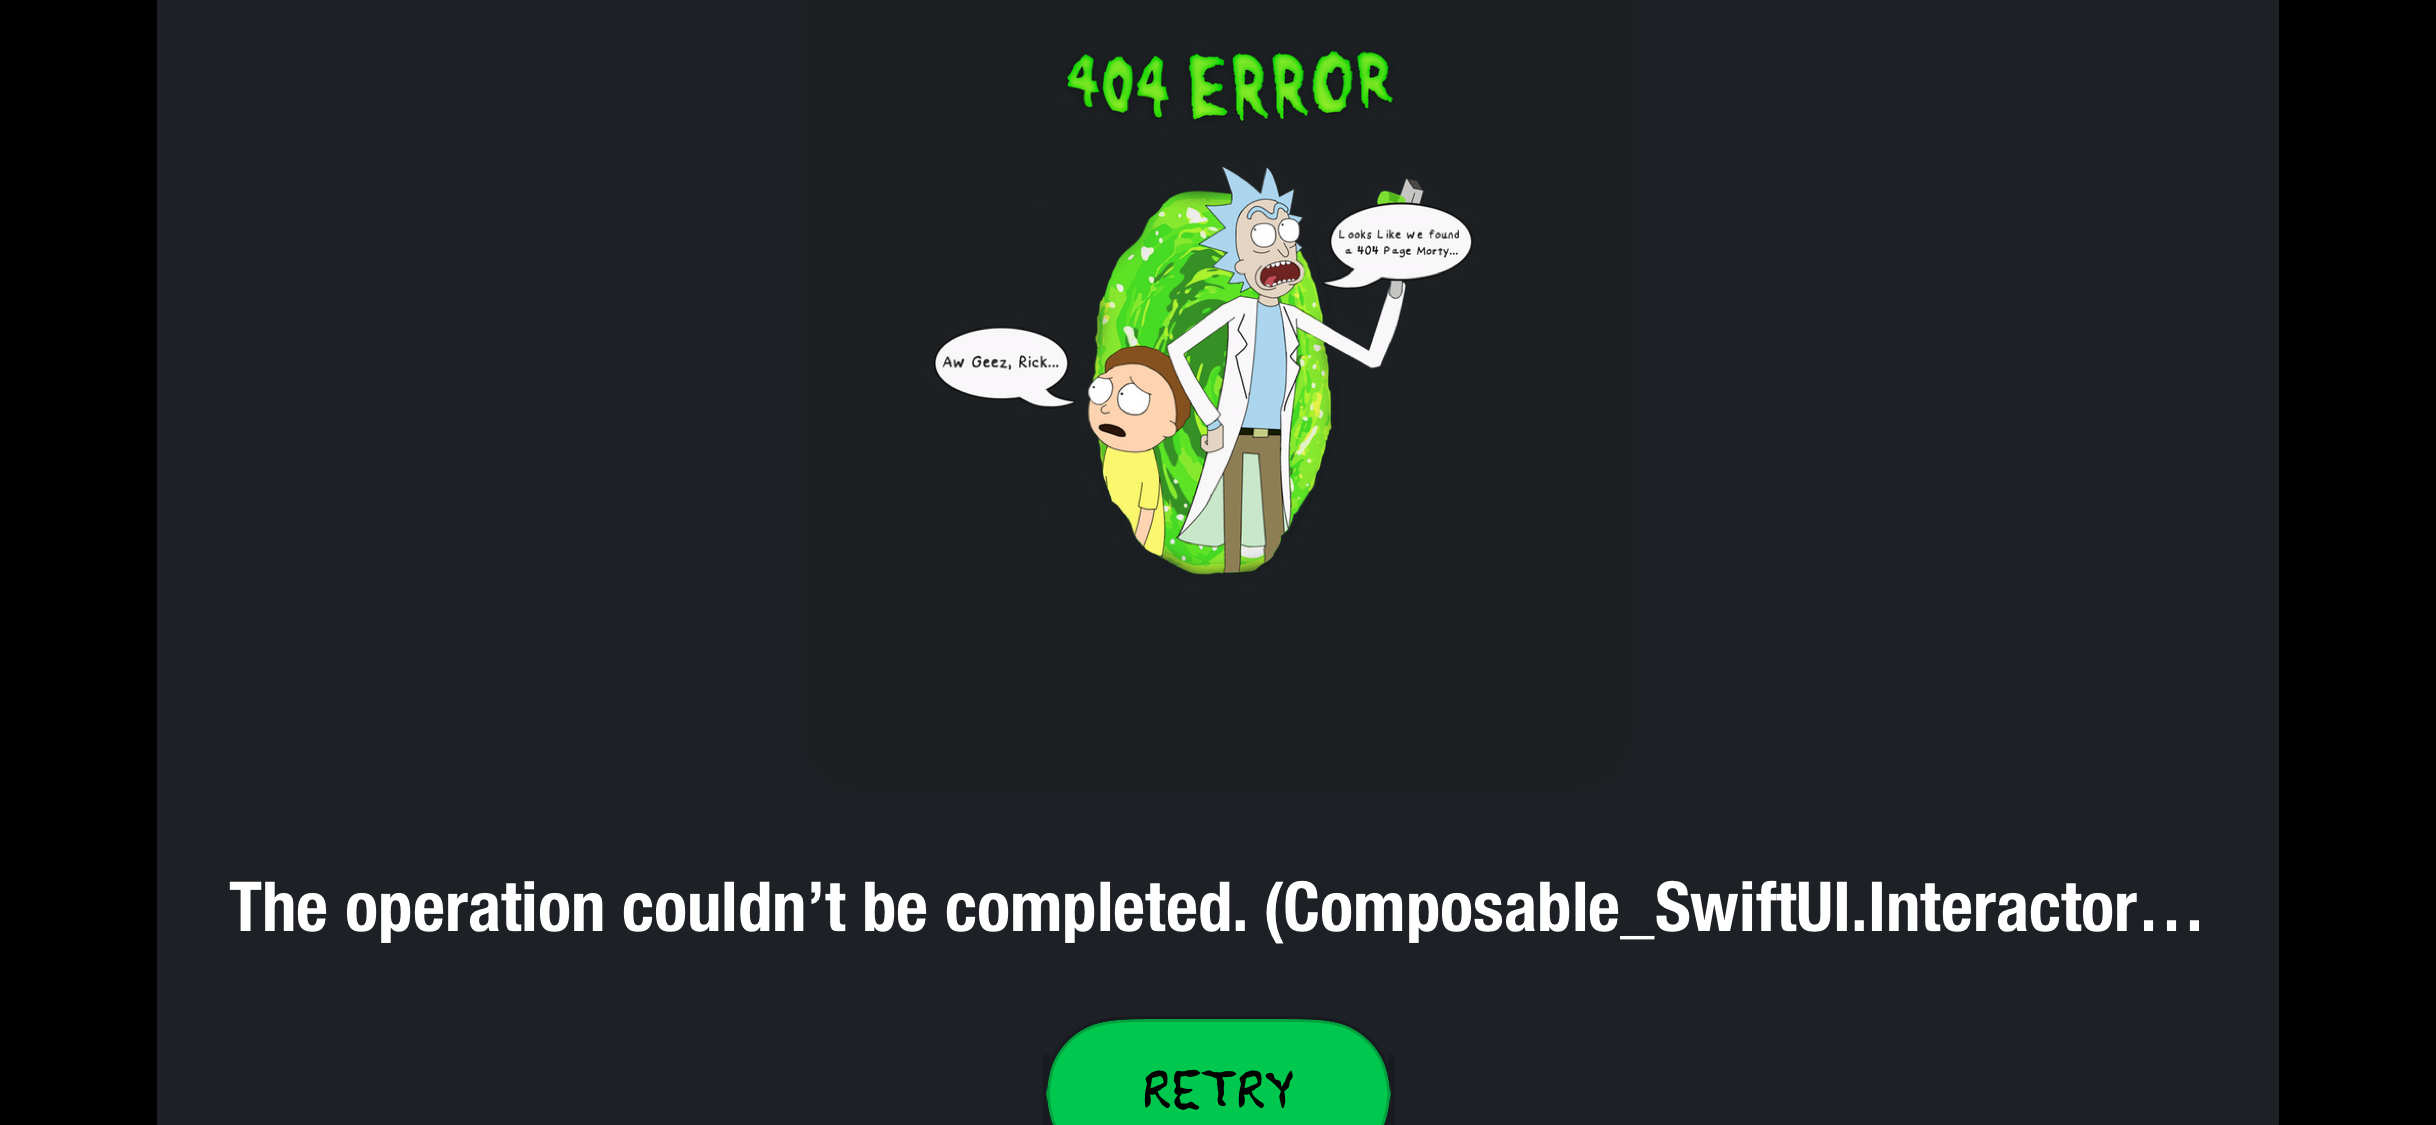 404 ERROR
Looks Like we found
a 404 Page Morty...
Aw Geez, Rick...
The operation couldn’t be completed. (Composable_SwiftUI.Interactor…
RETRY